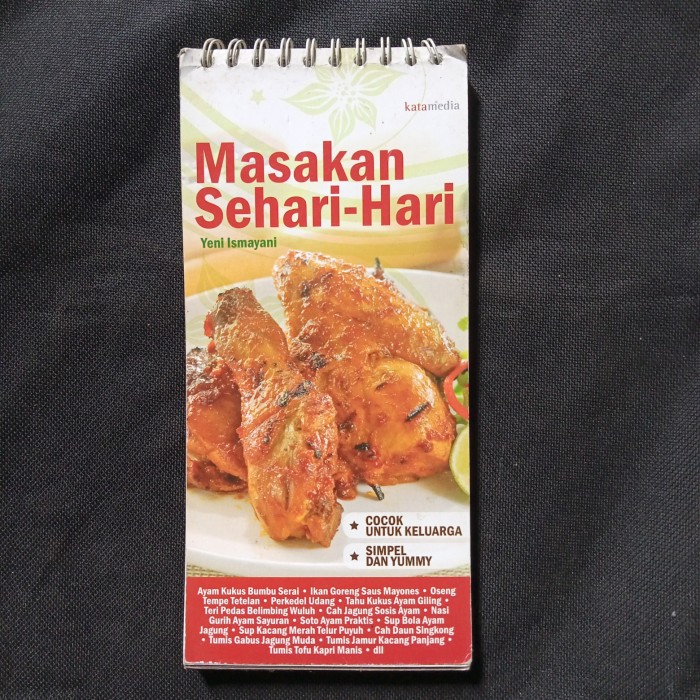 katamedia
Masakan
Sehari-Hari
Yeni Ismayani
COCOK
UNTUK KELUARGA
SIMPEL
DAN YUMMY
Ayam Kukus Bumbu Serai • Ikan Goreng Saus Mayones • Oseng
Tempe Tetelan • Perkedel Udang • Tahu Kukus Ayam Giling •
Teri Pedas Belimbing Wuluh • Cah Jagung Sosis Ayam • Nasi
Gurih Ayam Sayuran • Soto Ayam Praktis • Sup Bola Ayam
Jagung • Sup Kacang Merah Telur Puyuh • Cah Daun Singkong
• Tumis Gabus Jagung Muda • Tumis Jamur Kacang Panjang •
Tumis Tofu Kapri Manis • dll